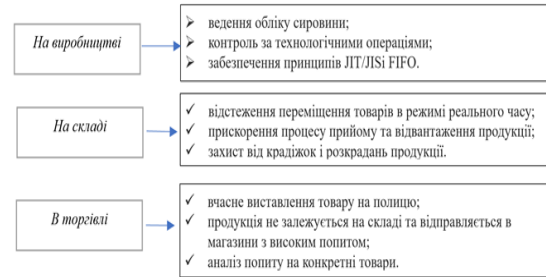 На виробництві
ведення обліку сировини;
контроль за технологічними операціями;
забезпечення принципів JIT/JISi FIFO.
На складі
відстеження переміщення товарів в режимі реального часу;
прискорення процесу прийому та відвантаження продукції;
захист від крадіжок і розкрадань продукції.
В торгівлі
вчасне виставлення товару на полицю;
продукція не залежується на складі та відправляється в
магазини з високим попитом;
аналіз попиту на конкретні товари.